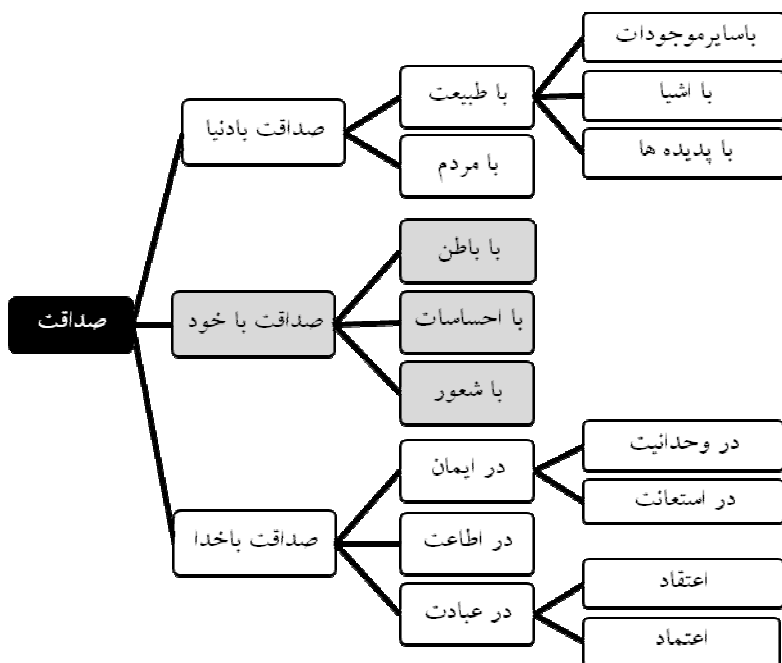 صداقت
صداقت بادنیا
با طبیعت
باسایرموجودات
با اشیا
با پدیده ها
با مردم
صداقت با خود
با باطن
با احساسات
با شعور
صداقت باخدا
در ایمان
در وحدانیت
در استعانت
در اطاعت
در عبادت
اعتقاد
اعتماد